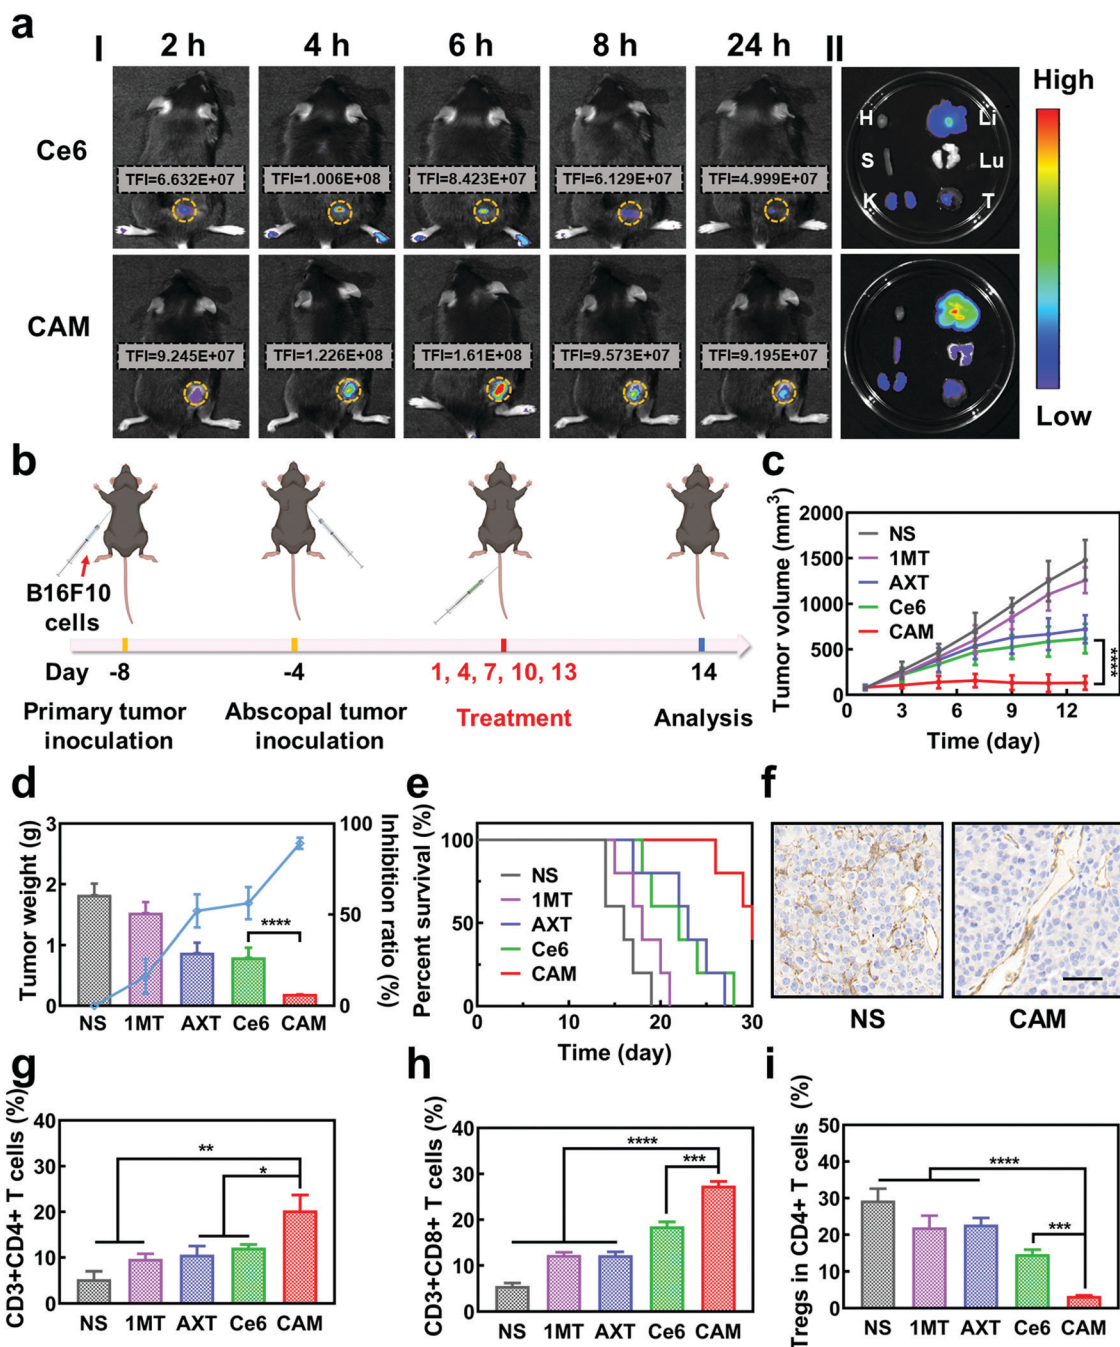 a
I 2 h 4 h 6 h 8 h 24 h II
High
Ce6
TFI=6.632E+07 TFI=1.006E+08 TFI=8.423E+07 TFI=6.129E+07 TFI=4.999E+07
H Li
S Lu
K T
CAM
TFI=9.245E+07 TFI=1.226E+08 TFI=1.61E+08 TFI=9.573E+07 TFI=9.195E+07
Low
b
B16F10
cells
Day -8 -4 1, 4, 7, 10, 13 14
Primary tumor
inoculation
Abscopal tumor
inoculation
Treatment
Analysis
c
Tumor volume (mm³)
2000
1500
1000
500
0
NS
1MT
AXT
Ce6
CAM
****
0 3 6 9 12
Time (day)
d
Tumor weight (g)
3
2
1
0
100
50
0
Inhibition ratio (%)
****
NS 1MT AXT Ce6 CAM
e
Percent survival (%)
100
50
0
NS
1MT
AXT
Ce6
CAM
0 10 20 30
Time (day)
f
NS CAM
g
CD3+CD4+ T cells (%)
40
30
20
10
0
**
*
NS 1MT AXT Ce6 CAM
h
CD3+CD8+ T cells (%)
40
30
20
10
0
****
***
NS 1MT AXT Ce6 CAM
i
Tregs in CD4+ T cells (%)
50
40
30
20
10
0
****
***
NS 1MT AXT Ce6 CAM